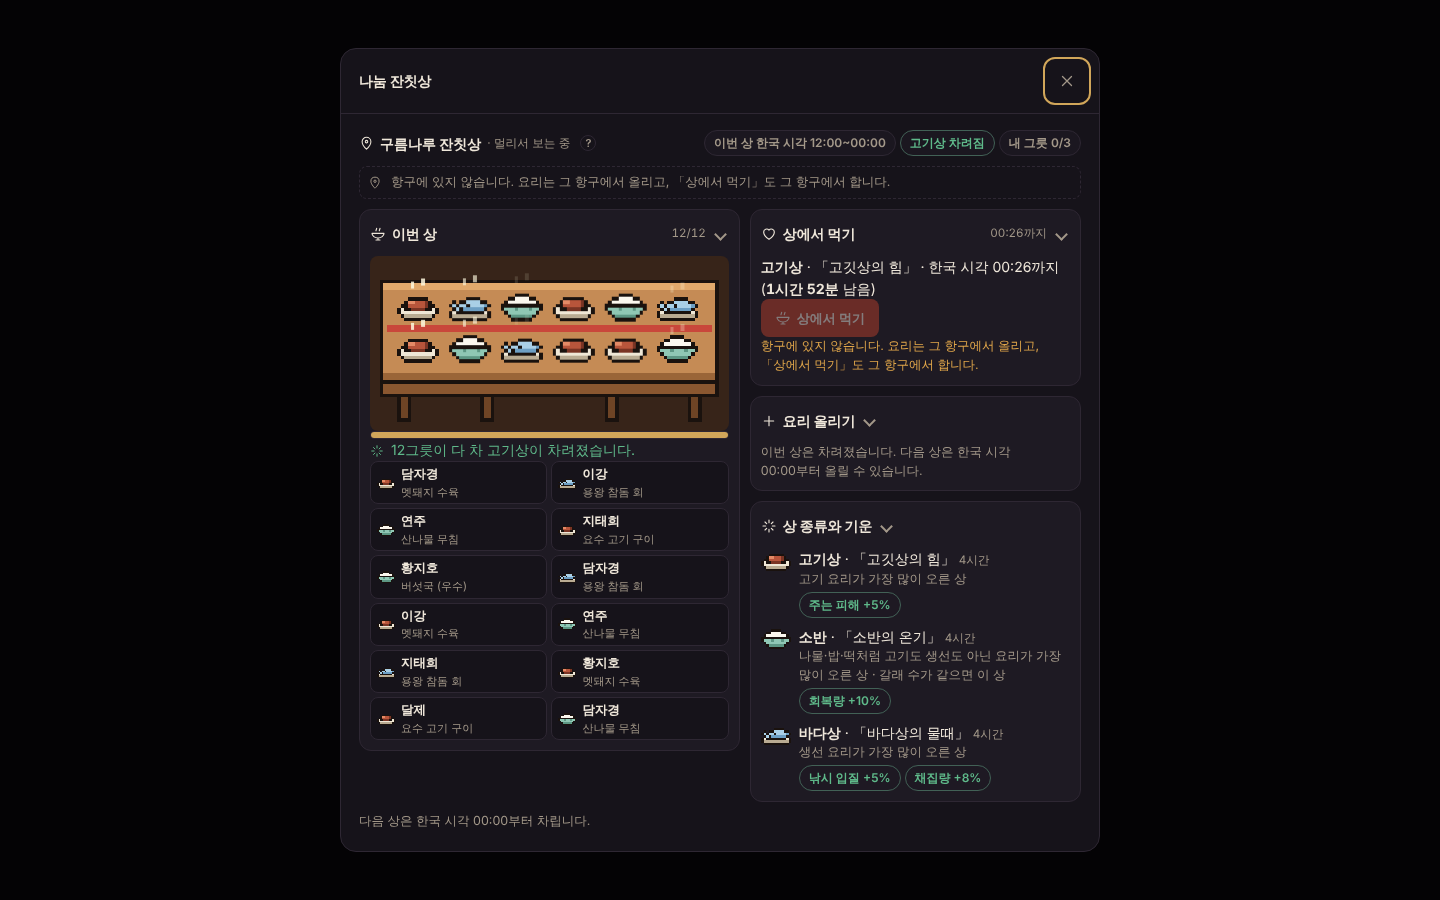 나눔 잔칫상
구름나루 잔칫상 · 멀리서 보는 중 ?
이번 상 한국 시각 12:00~00:00
고기상 차려짐
내 그릇 0/3
항구에 있지 않습니다. 요리는 그 항구에서 올리고, 「상에서 먹기」도 그 항구에서 합니다.
이번 상 12/12
12그릇이 다 차 고기상이 차려졌습니다.
담자경
멧돼지 수육
이강
용왕 참돔 회
연주
산나물 무침
지태희
요수 고기 구이
황지호
버섯국 (우수)
담자경
용왕 참돔 회
이강
멧돼지 수육
연주
산나물 무침
지태희
용왕 참돔 회
황지호
멧돼지 수육
달제
요수 고기 구이
담자경
산나물 무침
상에서 먹기 00:26까지
고기상 · 「고깃상의 힘」 · 한국 시각 00:26까지
(1시간 52분 남음)
상에서 먹기
항구에 있지 않습니다. 요리는 그 항구에서 올리고,
「상에서 먹기」도 그 항구에서 합니다.
요리 올리기
이번 상은 차려졌습니다. 다음 상은 한국 시각
00:00부터 올릴 수 있습니다.
상 종류와 기운
고기상 · 「고깃상의 힘」 4시간
고기 요리가 가장 많이 오른 상
주는 피해 +5%
소반 · 「소반의 온기」 4시간
나물·밥·떡처럼 고기도 생선도 아닌 요리가 가장
많이 오른 상 · 갈래 수가 같으면 이 상
회복량 +10%
바다상 · 「바다상의 물때」 4시간
생선 요리가 가장 많이 오른 상
낚시 입질 +5%
채집량 +8%
다음 상은 한국 시각 00:00부터 차립니다.